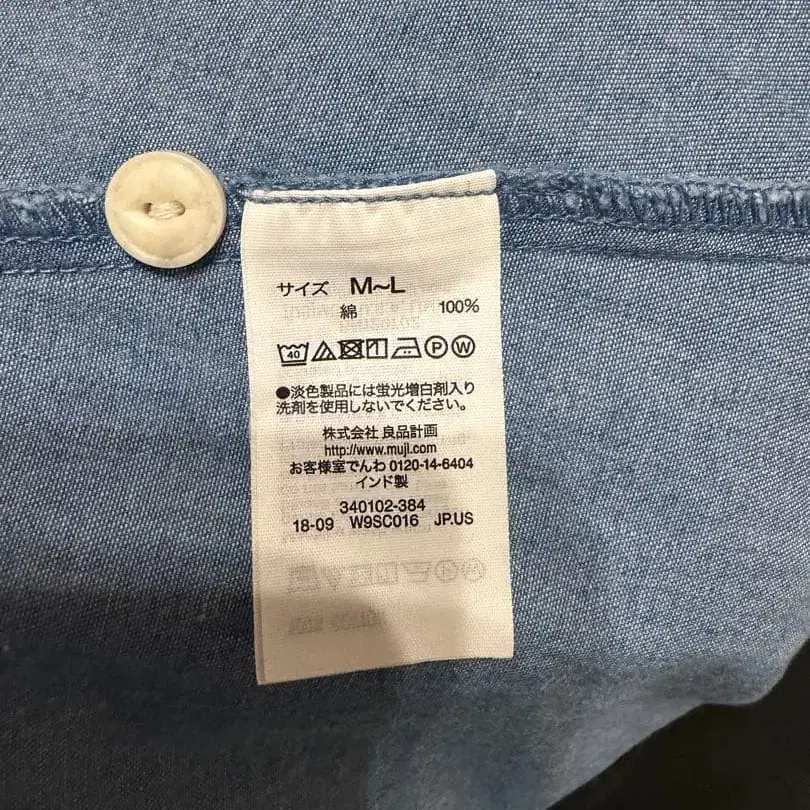 サイズ M~L
綿 100%
40 P W
●淡色製品には蛍光増白剤入り
洗剤を使用しないでください。
株式会社 良品計画
http://www.muji.com
お客様室でんわ 0120-14-6404
インド製
340102-384
18-09 W9SC016 JP.US